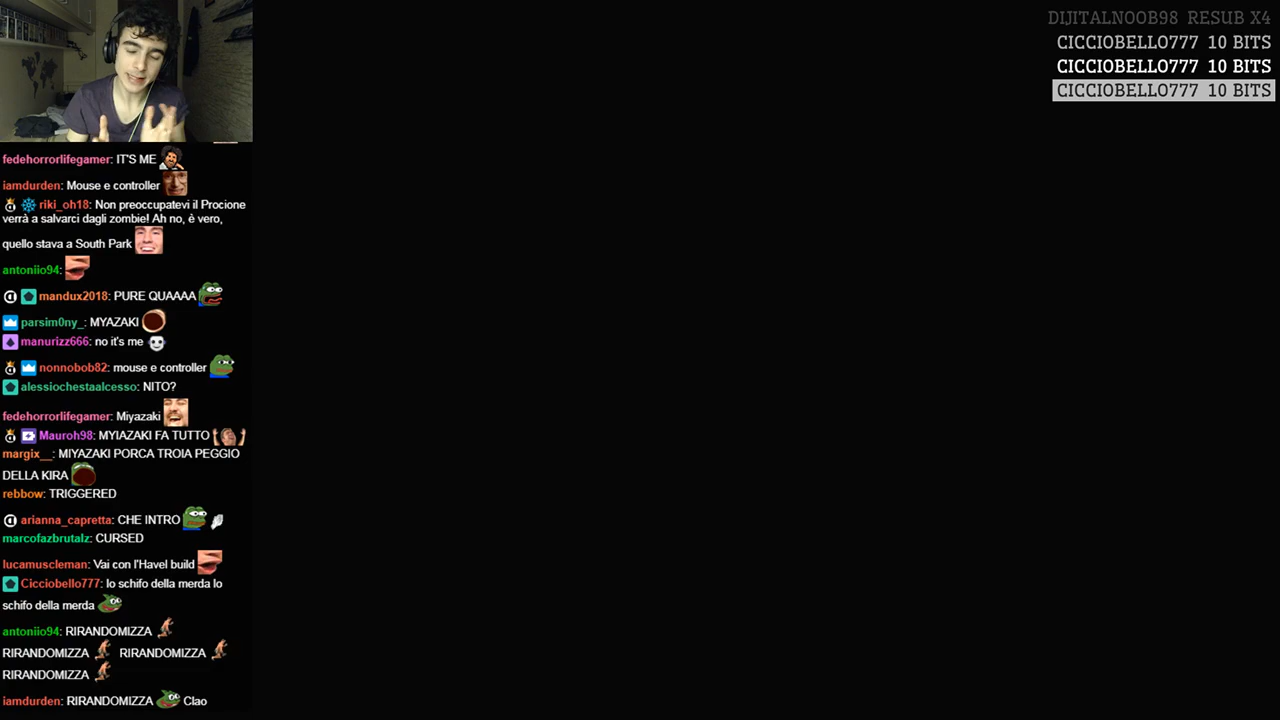 DIJITALNOOB98 RESUB X4
CICCIOBELLO777 10 BITS
CICCIOBELLO777 10 BITS
CICCIOBELLO777 10 BITS
fedehorrorlifegamer: IT'S ME
iamdurden: Mouse e controller
riki_oh18: Non preoccupatevi il Procione
verrà a salvarci dagli zombie! Ah no, è vero,
quello stava a South Park
antoniio94:
mandux2018: PURE QUAAAA
parsim0ny_: MYAZAKI
manurizz666: no it's me
nonnobob82: mouse e controller
alessiochestaalcesso: NITO?
fedehorrorlifegamer: Miyazaki
Mauroh98: MYIAZAKI FA TUTTO
margix__: MIYAZAKI PORCA TROIA PEGGIO
DELLA KIRA
rebbow: TRIGGERED
arianna_capretta: CHE INTRO
marcofazbrutalz: CURSED
lucamuscleman: Vai con l'Havel build
Cicciobello777: lo schifo della merda lo
schifo della merda
antoniio94: RIRANDOMIZZA
RIRANDOMIZZA RIRANDOMIZZA
RIRANDOMIZZA
iamdurden: RIRANDOMIZZA Clao